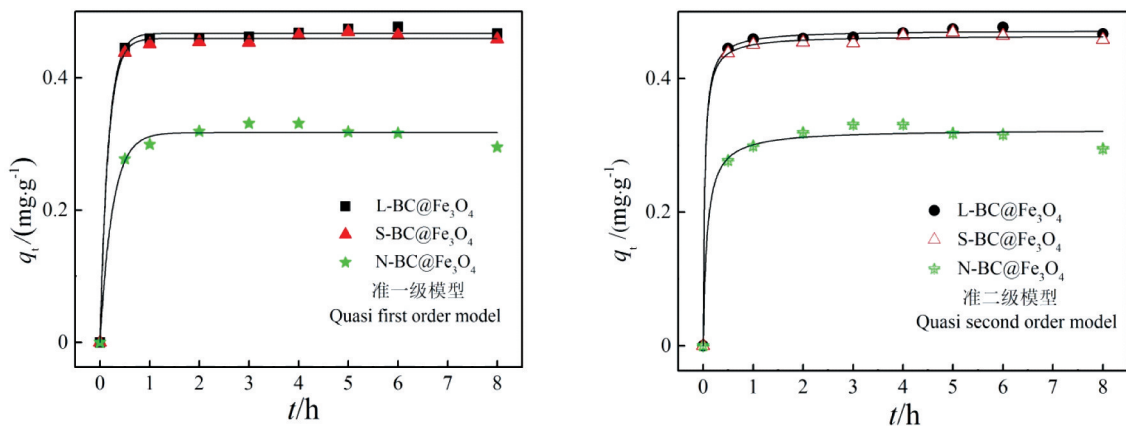 0.4
0.2
0
q_t/(mg·g⁻¹)
L-BC@Fe₃O₄
S-BC@Fe₃O₄
N-BC@Fe₃O₄
准一级模型
Quasi first order model
0 1 2 3 4 5 6 7 8
t/h
0.4
0.2
0
q_t/(mg·g⁻¹)
L-BC@Fe₃O₄
S-BC@Fe₃O₄
N-BC@Fe₃O₄
准二级模型
Quasi second order model
0 1 2 3 4 5 6 7 8
t/h